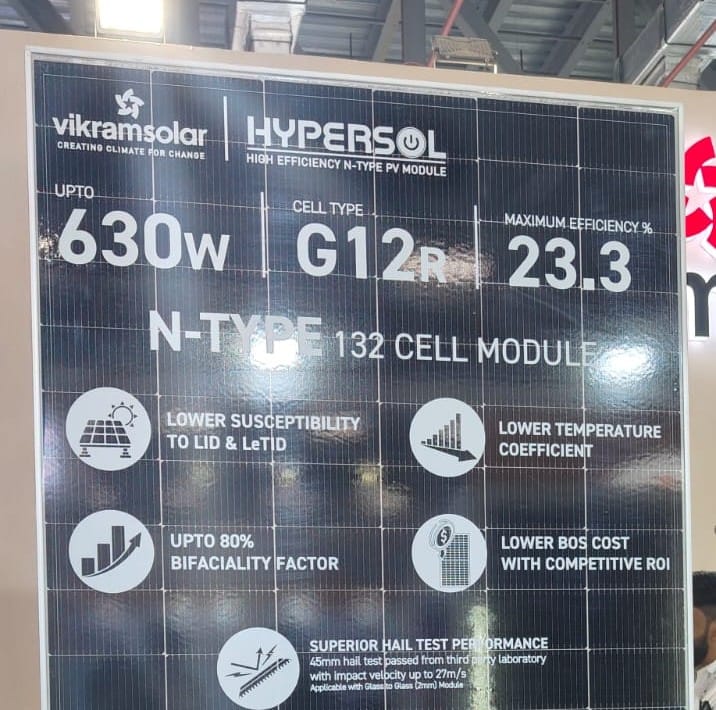 vikramsolar
CREATING CLIMATE FOR CHANGE
HYPERSOL
HIGH EFFICIENCY N-TYPE PV MODULE
UPTO
630W
CELL TYPE
G12R
MAXIMUM EFFICIENCY %
23.3
N-TYPE 132 CELL MODULE
LOWER SUSCEPTIBILITY
TO LID & LeTID
LOWER TEMPERATURE
COEFFICIENT
UPTO 80%
BIFACIALITY FACTOR
$
LOWER BOS COST
WITH COMPETITIVE ROI
SUPERIOR HAIL TEST PERFORMANCE
45mm hail test passed from third party laboratory
with impact velocity up to 27m/s
Applicable with Glass to Glass (2mm) Module